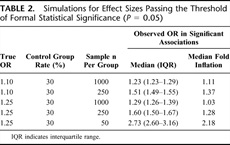 TABLE 2. Simulations for Effect Sizes Passing the Threshold
of Formal Statistical Significance (P = 0.05)
Observed OR in Significant
Associations
True Control Group Sample n Median Fold
OR Rate (%) Per Group Median (IQR) Inflation
1.10 30 1000 1.23 (1.23–1.29) 1.11
1.10 30 250 1.51 (1.49–1.55) 1.37
1.25 30 1000 1.29 (1.26–1.39) 1.03
1.25 30 250 1.60 (1.50–1.67) 1.28
1.25 30 50 2.73 (2.60–3.16) 2.18
IQR indicates interquartile range.